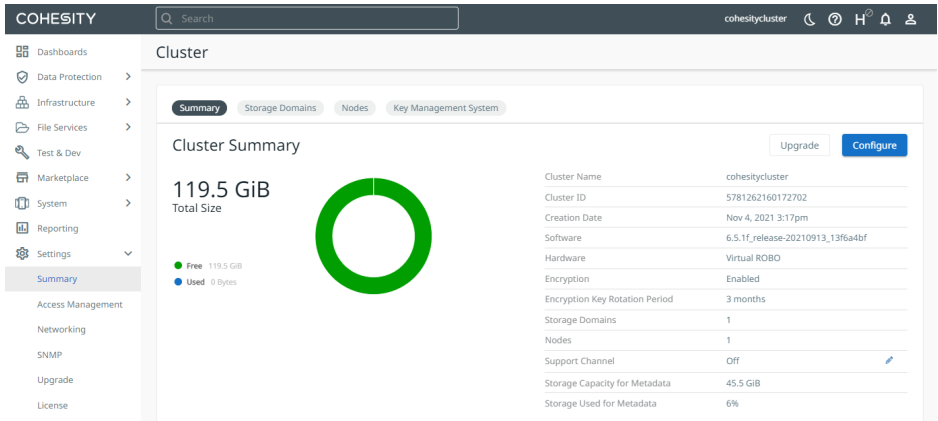 COHESITY
Search
cohesitycluster
H
Dashboards
Data Protection
Infrastructure
File Services
Test & Dev
Marketplace
System
Reporting
Settings
Summary
Access Management
Networking
SNMP
Upgrade
License
Cluster
Summary Storage Domains Nodes Key Management System
Cluster Summary
Upgrade Configure
119.5 GiB
Total Size
Free 119.5 GiB
Used 0 Bytes
Cluster Name cohesitycluster
Cluster ID 5781262160172702
Creation Date Nov 4, 2021 3:17pm
Software 6.5.1f_release-20210913_13f6a4bf
Hardware Virtual ROBO
Encryption Enabled
Encryption Key Rotation Period 3 months
Storage Domains 1
Nodes 1
Support Channel Off
Storage Capacity for Metadata 45.5 GiB
Storage Used for Metadata 6%